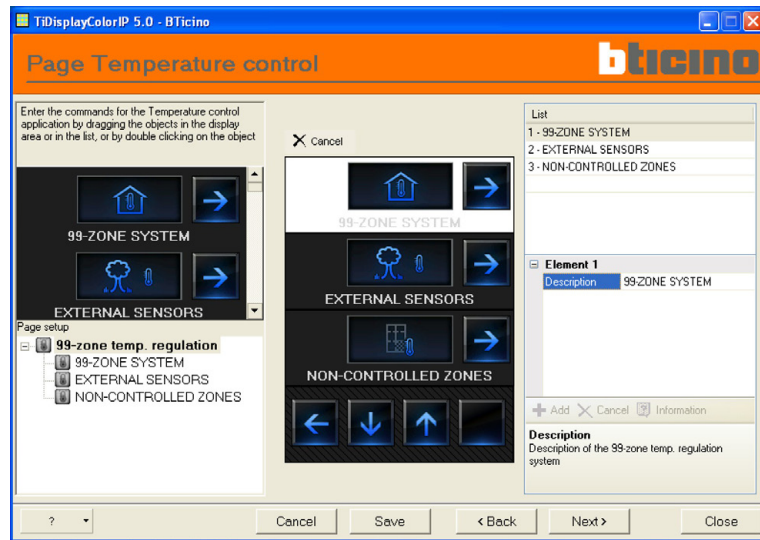 TiDisplayColorIP 5.0 - BTicino
Page Temperature control
bticino
Enter the commands for the Temperature control
application by dragging the objects in the display
area or in the list, or by double clicking on the object
99-ZONE SYSTEM
EXTERNAL SENSORS
Page setup
99-zone temp. regulation
99-ZONE SYSTEM
EXTERNAL SENSORS
NON-CONTROLLED ZONES
Cancel
99-ZONE SYSTEM
EXTERNAL SENSORS
NON-CONTROLLED ZONES
List
1 - 99-ZONE SYSTEM
2 - EXTERNAL SENSORS
3 - NON-CONTROLLED ZONES
Element 1
Description 99-ZONE SYSTEM
Add Cancel Information
Description
Description of the 99-zone temp. regulation
system
? Cancel Save < Back Next > Close